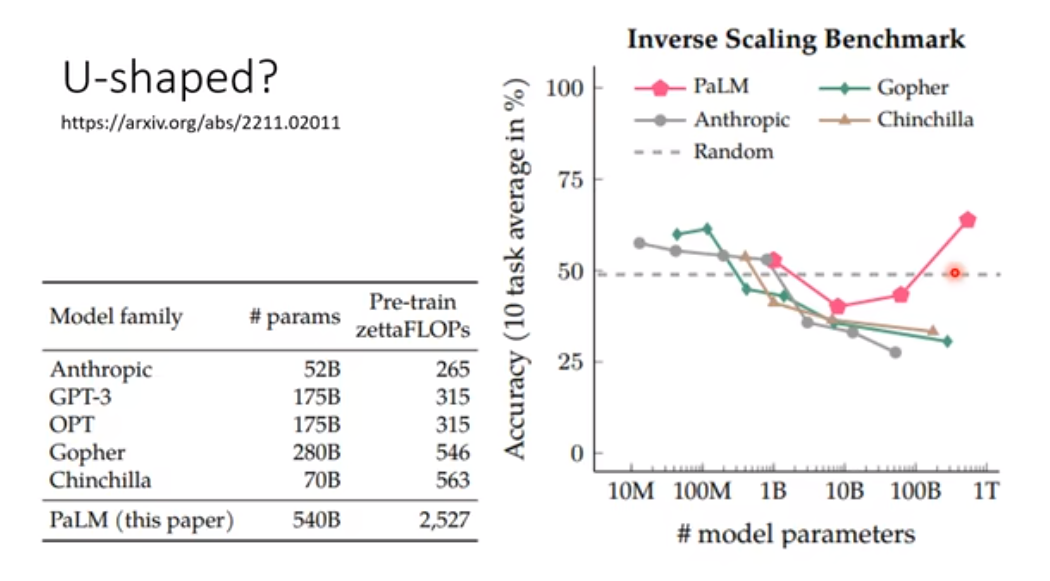 U-shaped?
https://arxiv.org/abs/2211.02011
Model family # params Pre-train zettaFLOPs
Anthropic 52B 265
GPT-3 175B 315
OPT 175B 315
Gopher 280B 546
Chinchilla 70B 563
PaLM (this paper) 540B 2,527
Inverse Scaling Benchmark
PaLM Gopher
Anthropic Chinchilla
Random
Accuracy (10 task average in %)
100
75
50
25
0
10M 100M 1B 10B 100B 1T
# model parameters